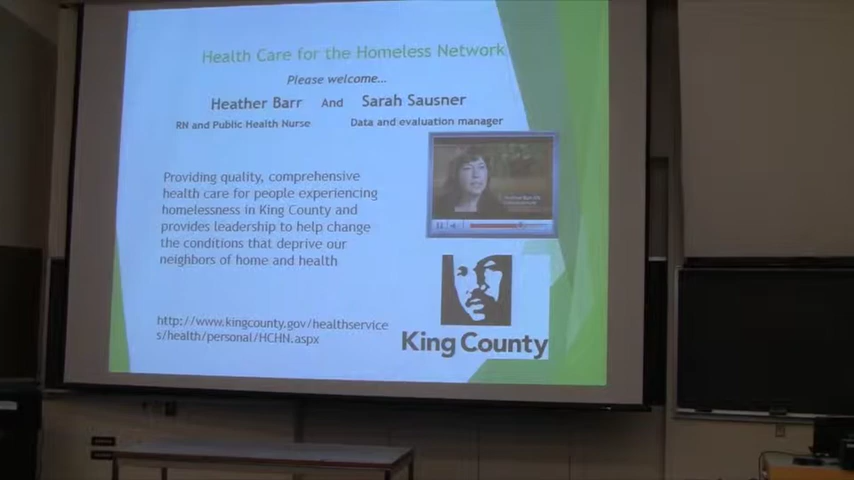 Health Care for the Homeless Network
Please welcome...
Heather Barr And Sarah Sausner
RN and Public Health Nurse Data and evaluation manager
Providing quality, comprehensive
health care for people experiencing
homelessness in King County and
provides leadership to help change
the conditions that deprive our
neighbors of home and health
http://www.kingcounty.gov/healthservice
s/health/personal/HCHN.aspx
King County